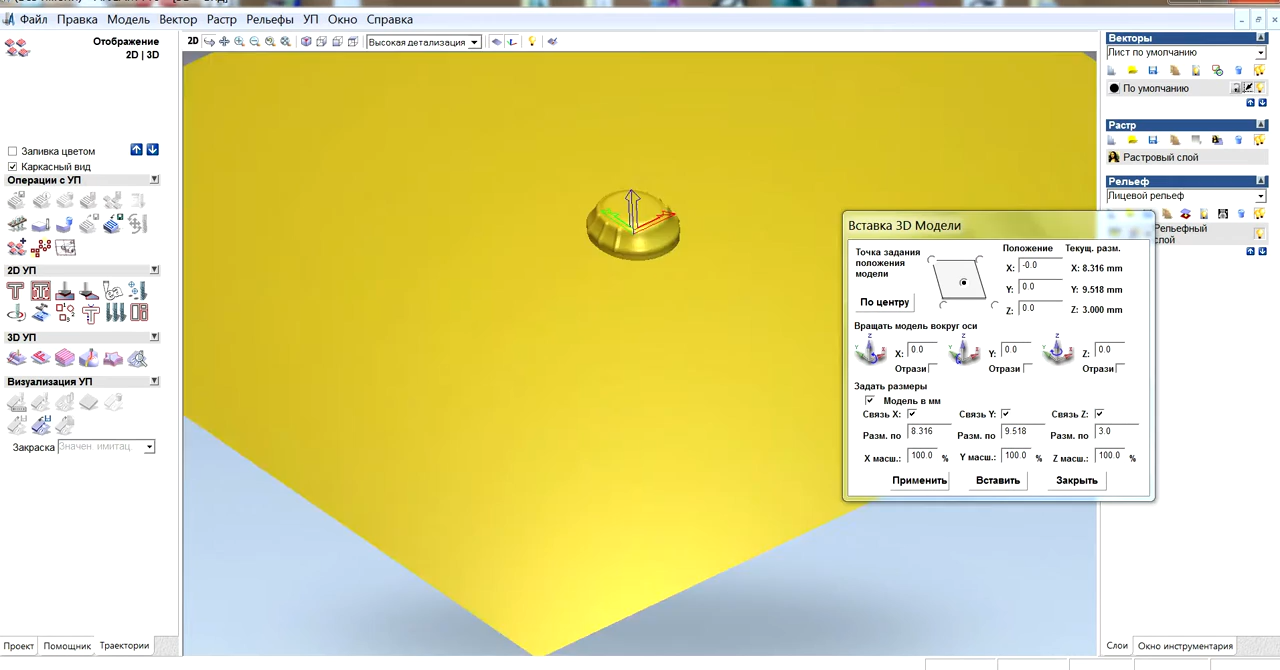 Файл Правка Модель Вектор Растр Рельефы УП Окно Справка
Отображение
2D | 3D
Заливка цветом
Каркасный вид
Операции с УП
2D УП
3D УП
Визуализация УП
Закраска Значен имитац.
Проект Помощник Траектории
2D Высокая детализация
Вставка 3D Модели
Точка задания
положения
модели
По центру
Положение Текущ. разм.
X: -0.0 X: 8.316 mm
Y: 0.0 Y: 9.518 mm
Z: 0.0 Z: 3.000 mm
Вращать модель вокруг оси
X: 0.0 Y: 0.0 Z: 0.0
Отрази Отрази Отрази
Задать размеры
Модель в мм
Связь X: Связь Y: Связь Z:
Разм. по 8.316 Разм. по 9.518 Разм. по 3.0
X масш.: 100.0 % Y масш.: 100.0 % Z масш.: 100.0 %
Применить Вставить Закрыть
Векторы
Лист по умолчанию
По умолчанию
Растр
Растровый слой
Рельеф
Лицевой рельеф
Рельефный
слой
Слои Окно инструментария